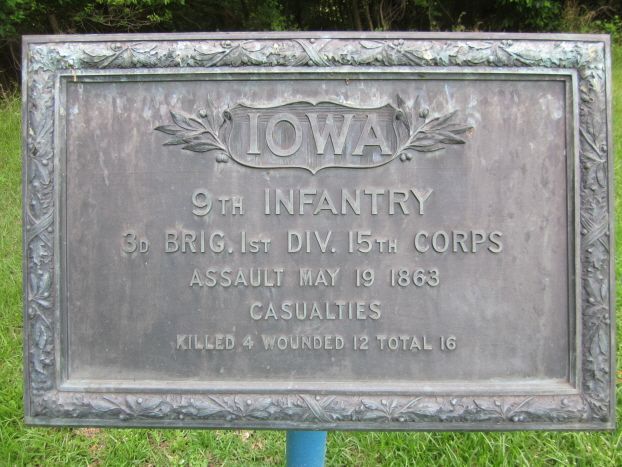 IOWA
9TH INFANTRY
3D BRIG. 1ST DIV. 15TH CORPS
ASSAULT MAY 19 1863
CASUALTIES
KILLED 4 WOUNDED 12 TOTAL 16